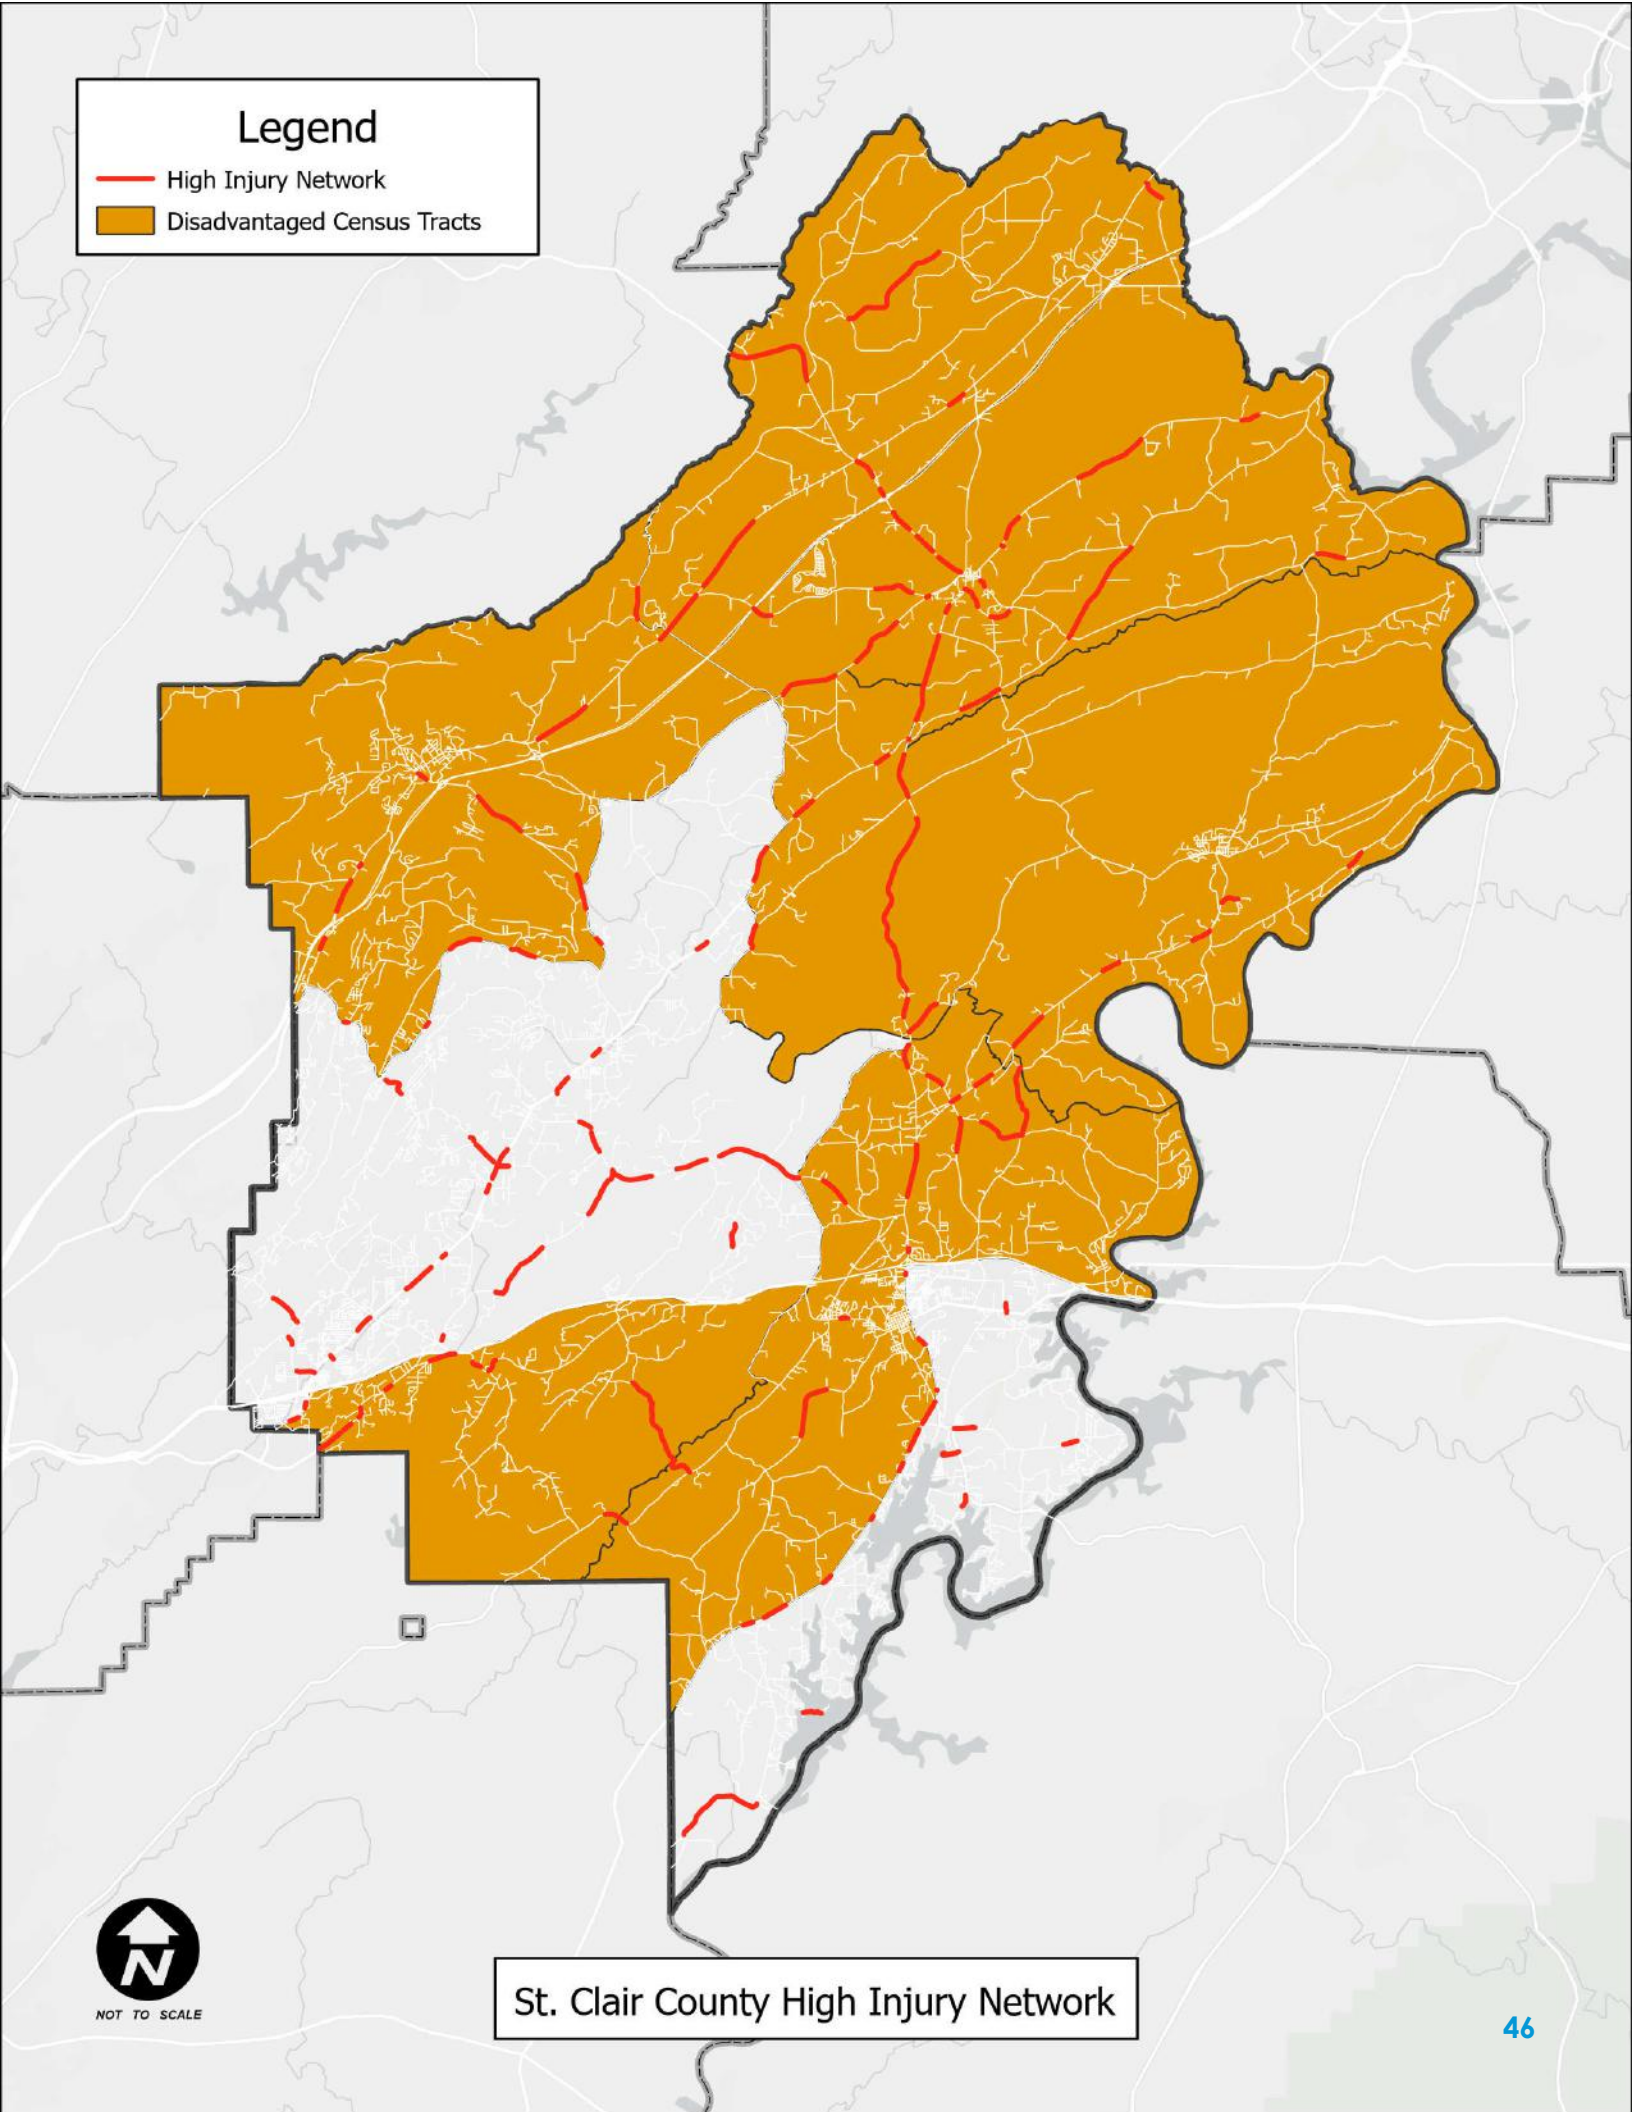 Legend
High Injury Network
Disadvantaged Census Tracts
N
NOT TO SCALE
St. Clair County High Injury Network
46